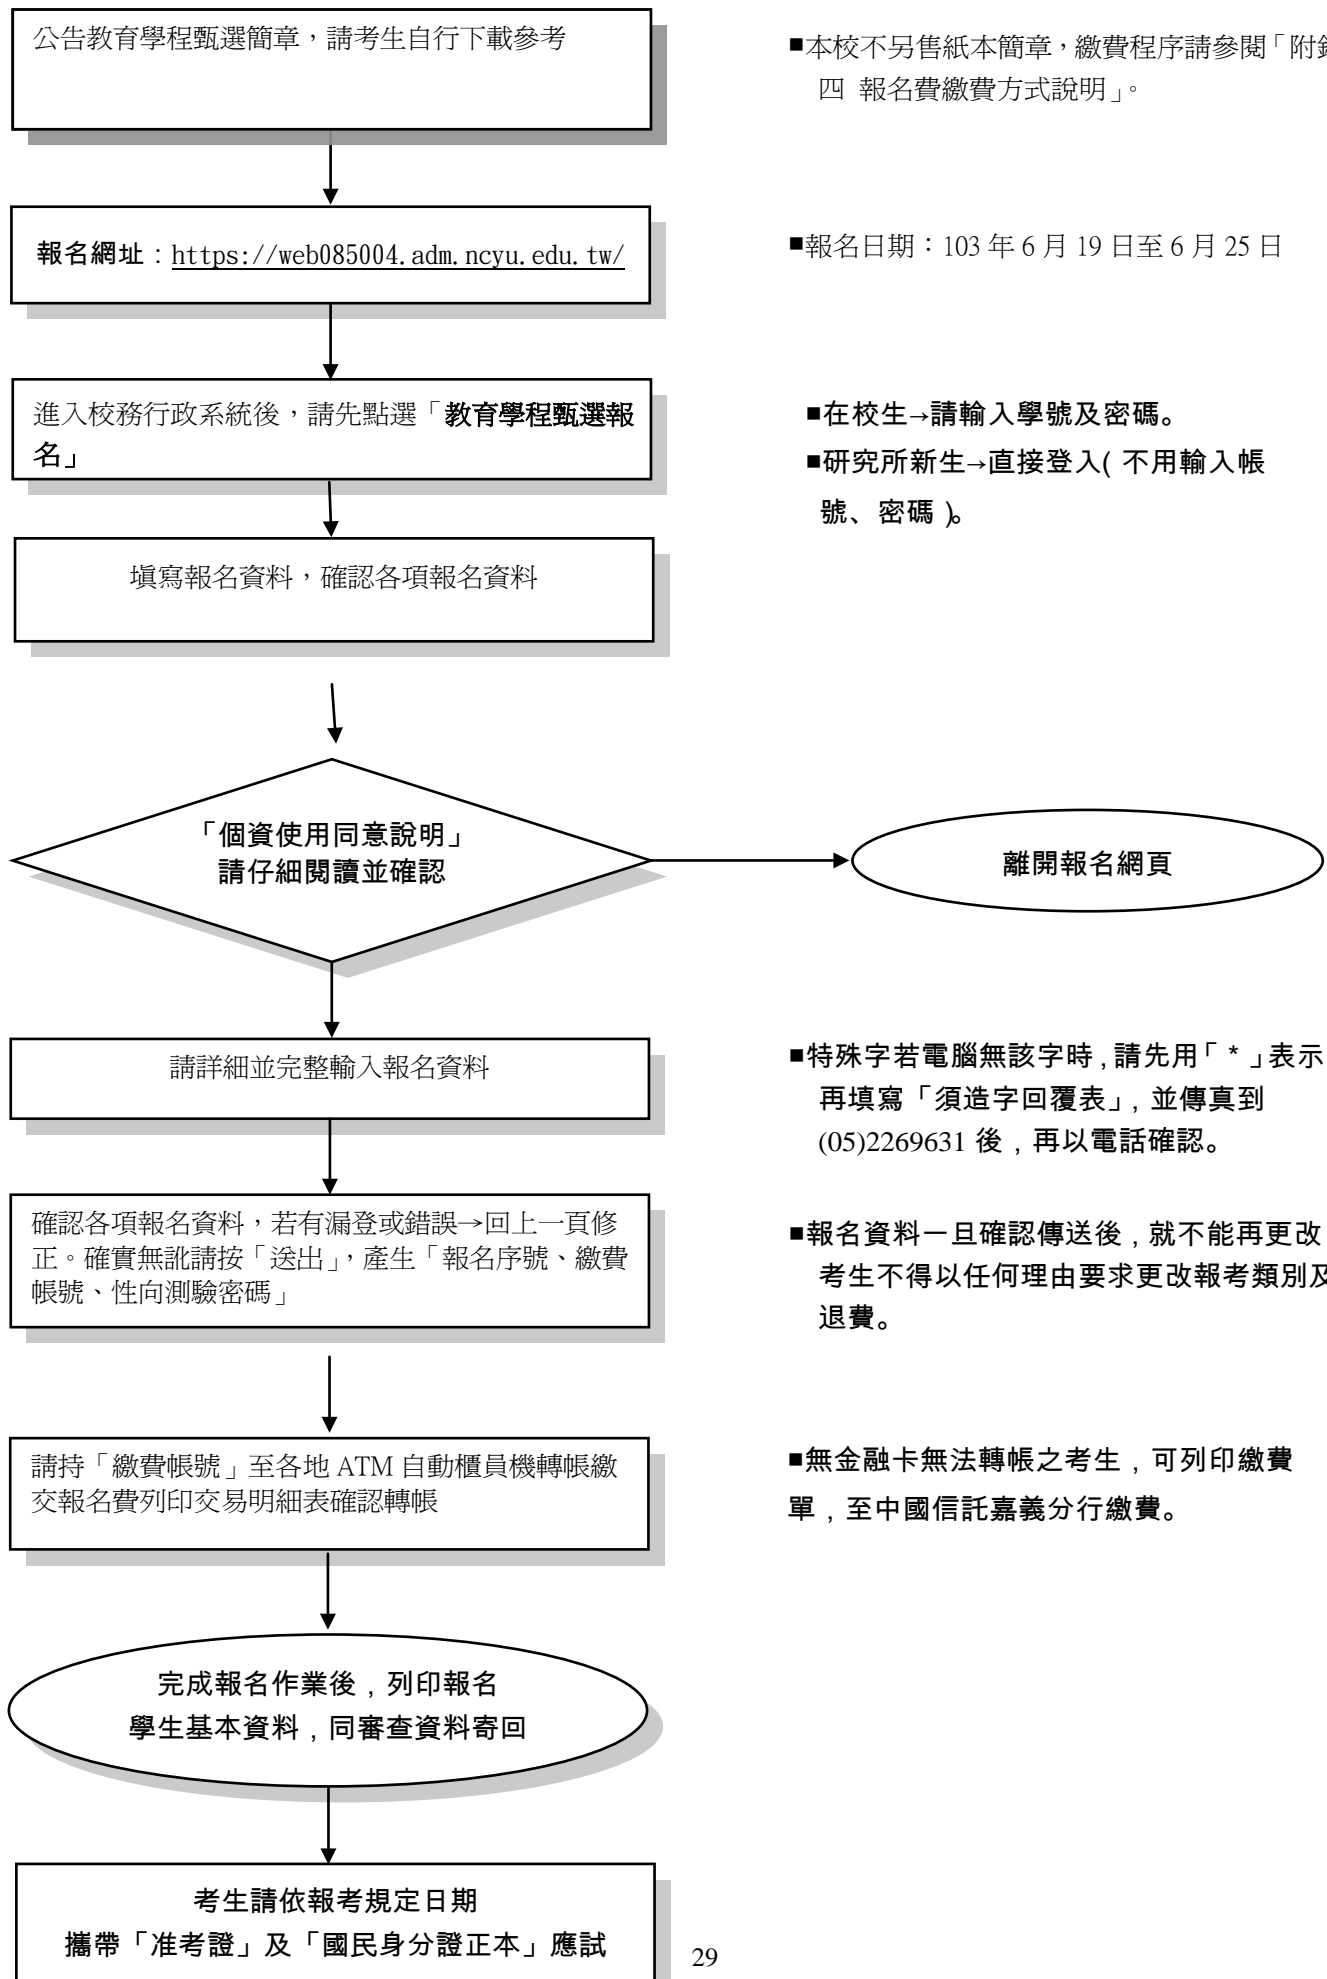 公告教育學程甄選簡章，請考生自行下載參考
■本校不另售紙本簡章，繳費程序請參閱「附錄
四 報名費繳費方式說明」。
報名網址：https://web085004.adm.ncyu.edu.tw/
■報名日期：103 年 6 月 19 日至 6 月 25 日
進入校務行政系統後，請先點選「教育學程甄選報
名」
■在校生→請輸入學號及密碼。
■研究所新生→直接登入( 不用輸入帳
號、密碼 )。
填寫報名資料，確認各項報名資料
「個資使用同意說明」
請仔細閱讀並確認
離開報名網頁
請詳細並完整輸入報名資料
■特殊字若電腦無該字時，請先用「 * 」表示
再填寫「須造字回覆表」，並傳真到
(05)2269631 後，再以電話確認。
確認各項報名資料，若有漏登或錯誤→回上一頁修
正。確實無訛請按「送出」，產生「報名序號、繳費
帳號、性向測驗密碼」
■報名資料一旦確認傳送後，就不能再更改
考生不得以任何理由要求更改報考類別及
退費。
請持「繳費帳號」至各地 ATM 自動櫃員機轉帳繳
交報名費列印交易明細表確認轉帳
■無金融卡無法轉帳之考生，可列印繳費
單，至中國信託嘉義分行繳費。
完成報名作業後，列印報名
學生基本資料，同審查資料寄回
考生請依報考規定日期
攜帶「准考證」及「國民身分證正本」應試
29